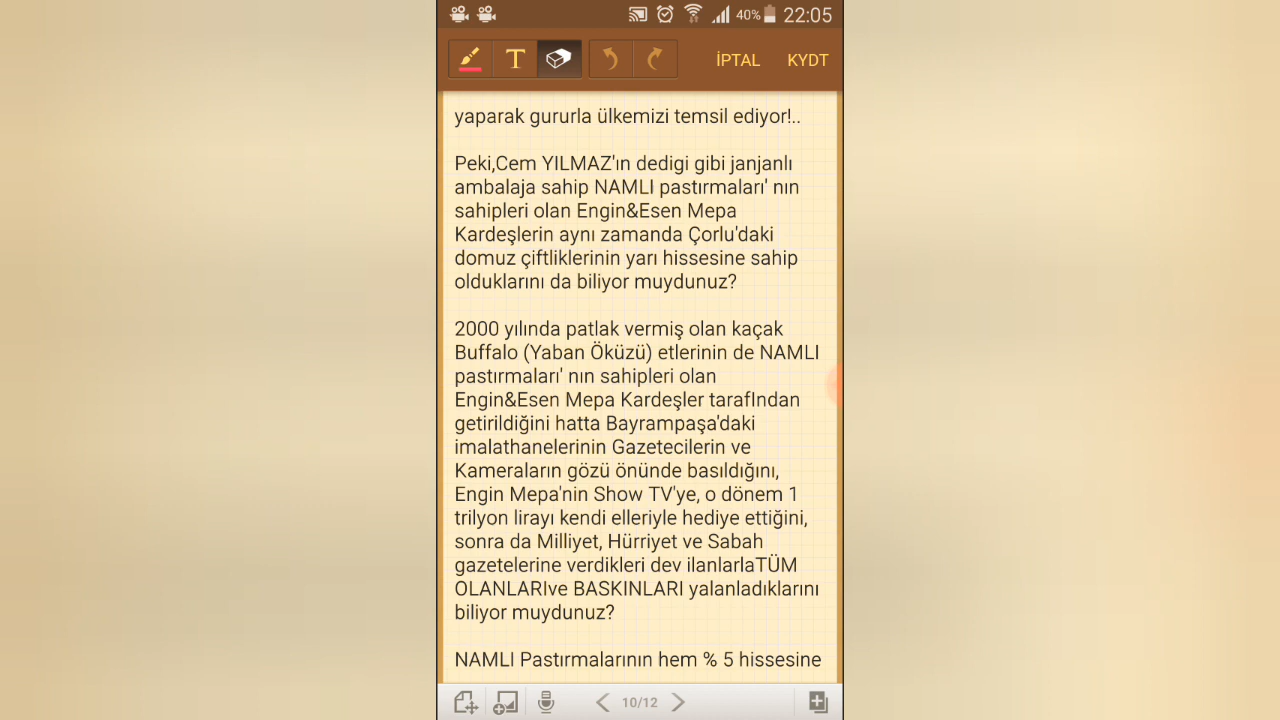 40% 22:05
T İPTAL KYDT
yaparak gururla ülkemizi temsil ediyor!..
Peki,Cem YILMAZ'ın dedigi gibi janjanlı
ambalaja sahip NAMLI pastırmaları' nın
sahipleri olan Engin&Esen Mepa
Kardeşlerin aynı zamanda Çorlu'daki
domuz çiftliklerinin yarı hissesine sahip
olduklarını da biliyor muydunuz?
2000 yılında patlak vermiş olan kaçak
Buffalo (Yaban Öküzü) etlerinin de NAMLI
pastırmaları' nın sahipleri olan
Engin&Esen Mepa Kardeşler tarafIndan
getirildiğini hatta Bayrampaşa'daki
imalathanelerinin Gazetecilerin ve
Kameraların gözü önünde basıldığını,
Engin Mepa'nin Show TV'ye, o dönem 1
trilyon lirayı kendi elleriyle hediye ettiğini,
sonra da Milliyet, Hürriyet ve Sabah
gazetelerine verdikleri dev ilanlarlaTÜM
OLANLARIve BASKINLARI yalanladıklarını
biliyor muydunuz?
NAMLI Pastırmalarının hem % 5 hissesine
10/12